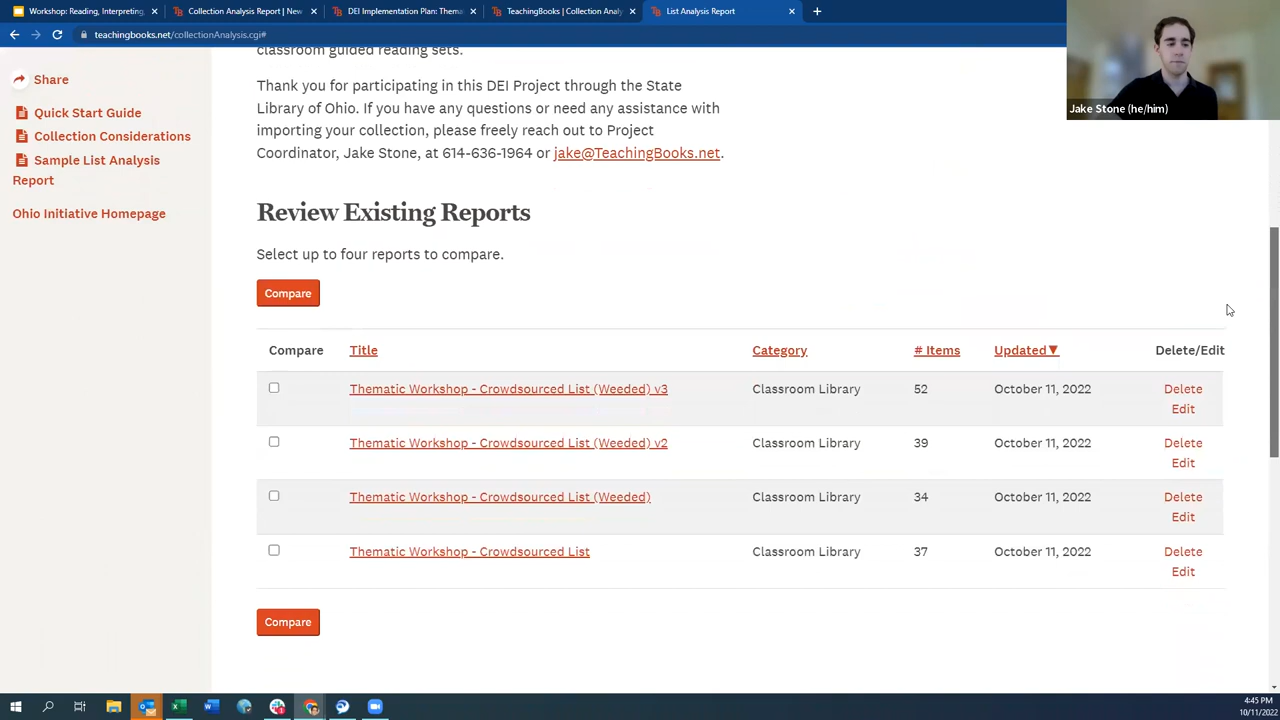 Workshop: Reading, Interpreting,
Collection Analysis Report | New
DEI Implementation Plan: Thema
TeachingBooks | Collection Analy
List Analysis Report
teachingbooks.net/collectionAnalysis.cgi#
Jake Stone (he/him)
Share
Quick Start Guide
Collection Considerations
Sample List Analysis
Report
Ohio Initiative Homepage
classroom guided reading sets.
Thank you for participating in this DEI Project through the State
Library of Ohio. If you have any questions or need any assistance with
importing your collection, please freely reach out to Project
Coordinator, Jake Stone, at 614-636-1964 or jake@TeachingBooks.net.
Review Existing Reports
Select up to four reports to compare.
Compare
Compare Title Category # Items Updated▼ Delete/Edit
Thematic Workshop - Crowdsourced List (Weeded) v3 Classroom Library 52 October 11, 2022 Delete
Edit
Thematic Workshop - Crowdsourced List (Weeded) v2 Classroom Library 39 October 11, 2022 Delete
Edit
Thematic Workshop - Crowdsourced List (Weeded) Classroom Library 34 October 11, 2022 Delete
Edit
Thematic Workshop - Crowdsourced List Classroom Library 37 October 11, 2022 Delete
Edit
Compare
4:45 PM
10/11/2022